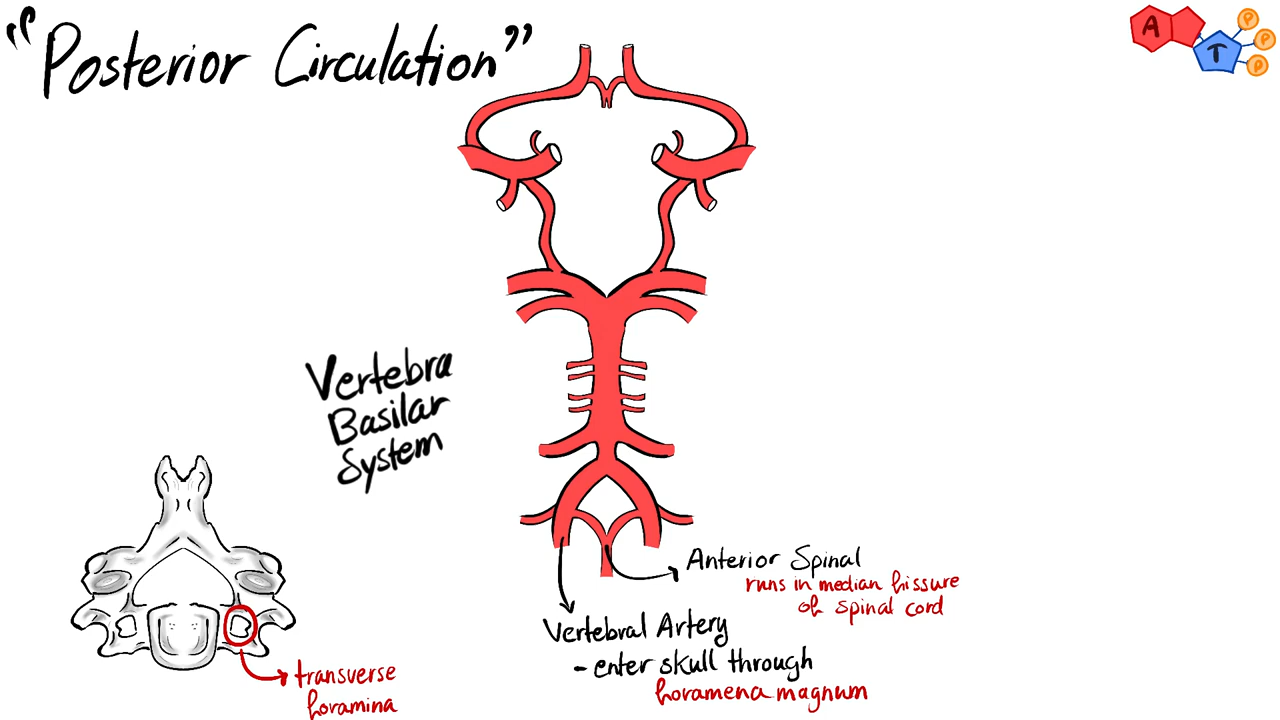 "Posterior Circulation"
A
T
P
P
P
Vertebra
Basilar
System
Anterior Spinal
runs in median fissure
of spinal cord
Vertebral Artery
- enter skull through
foramena magnum
transverse
foramina